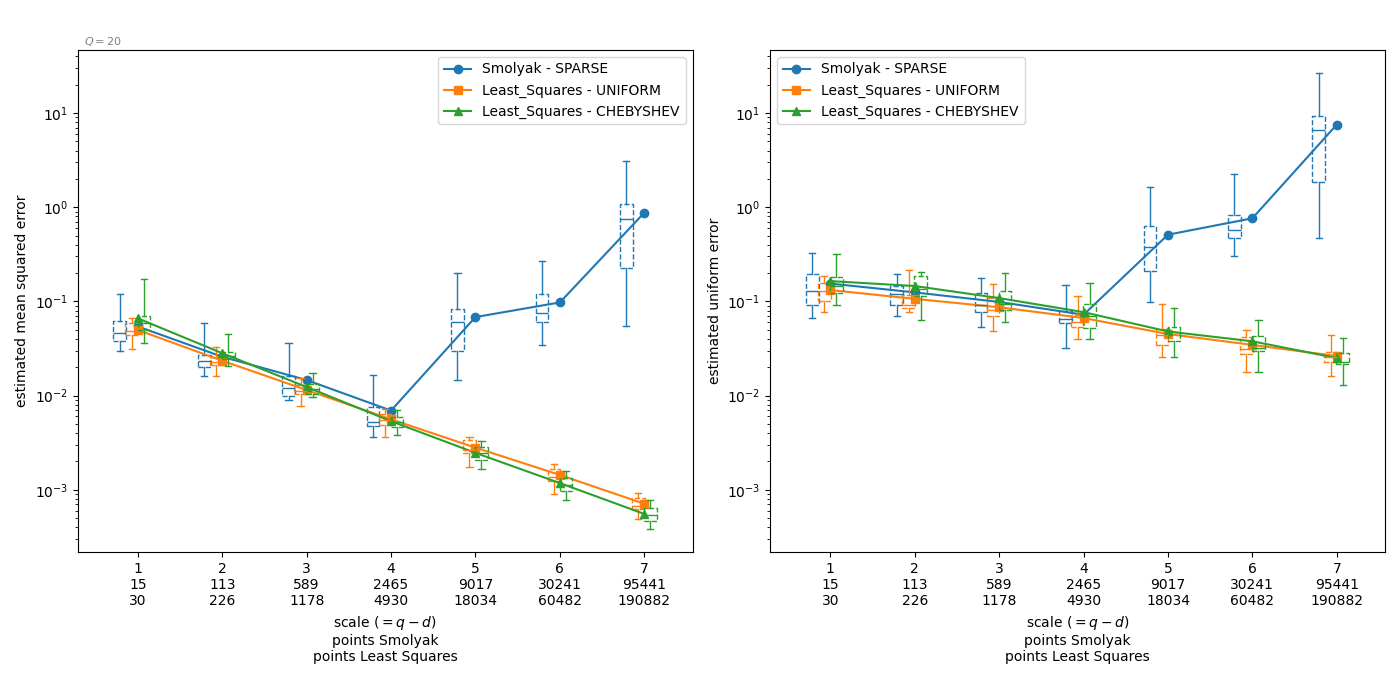 Q = 20
Smolyak - SPARSE
Least_Squares - UNIFORM
Least_Squares - CHEBYSHEV
estimated mean squared error
10¹
10⁰
10⁻¹
10⁻²
10⁻³
1 2 3 4 5 6 7
15 113 589 2465 9017 30241 95441
30 226 1178 4930 18034 60482 190882
scale (= q − d)
points Smolyak
points Least Squares
Smolyak - SPARSE
Least_Squares - UNIFORM
Least_Squares - CHEBYSHEV
estimated uniform error
10¹
10⁰
10⁻¹
10⁻²
10⁻³
1 2 3 4 5 6 7
15 113 589 2465 9017 30241 95441
30 226 1178 4930 18034 60482 190882
scale (= q − d)
points Smolyak
points Least Squares